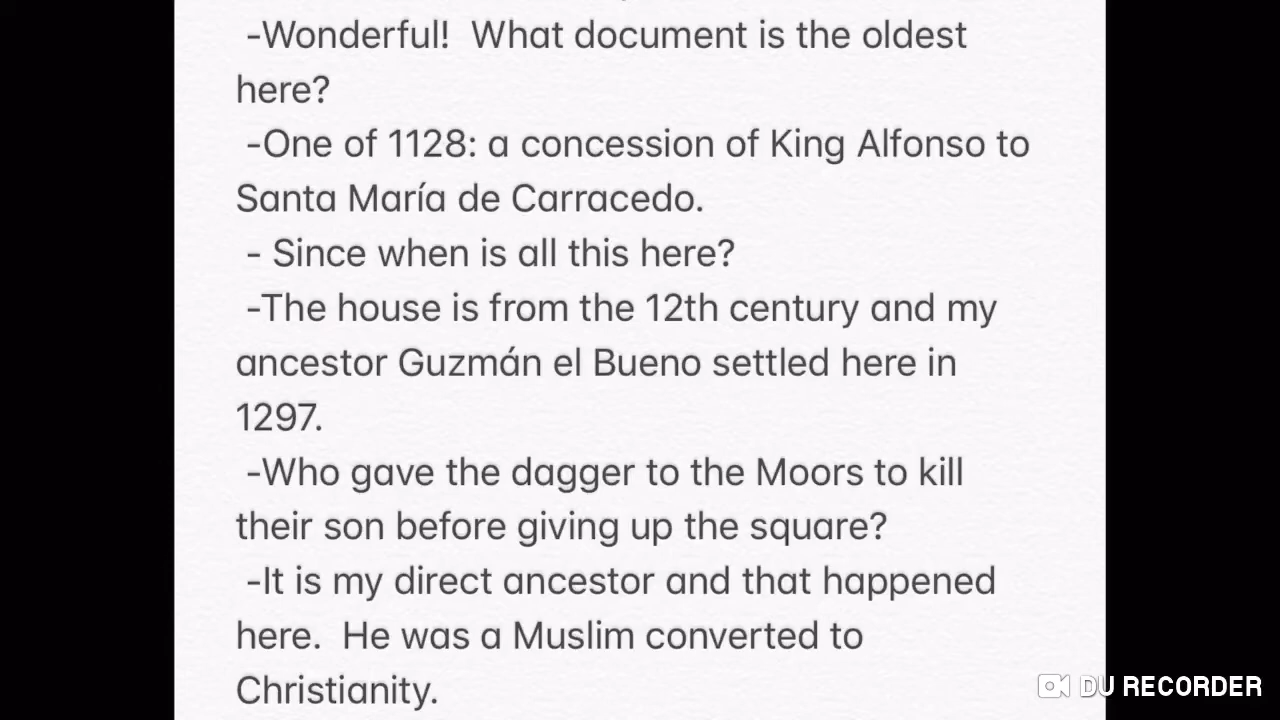 -Wonderful!  What document is the oldest
here?
-One of 1128: a concession of King Alfonso to
Santa María de Carracedo.
- Since when is all this here?
-The house is from the 12th century and my
ancestor Guzmán el Bueno settled here in
1297.
-Who gave the dagger to the Moors to kill
their son before giving up the square?
-It is my direct ancestor and that happened
here.  He was a Muslim converted to
Christianity.
DU RECORDER